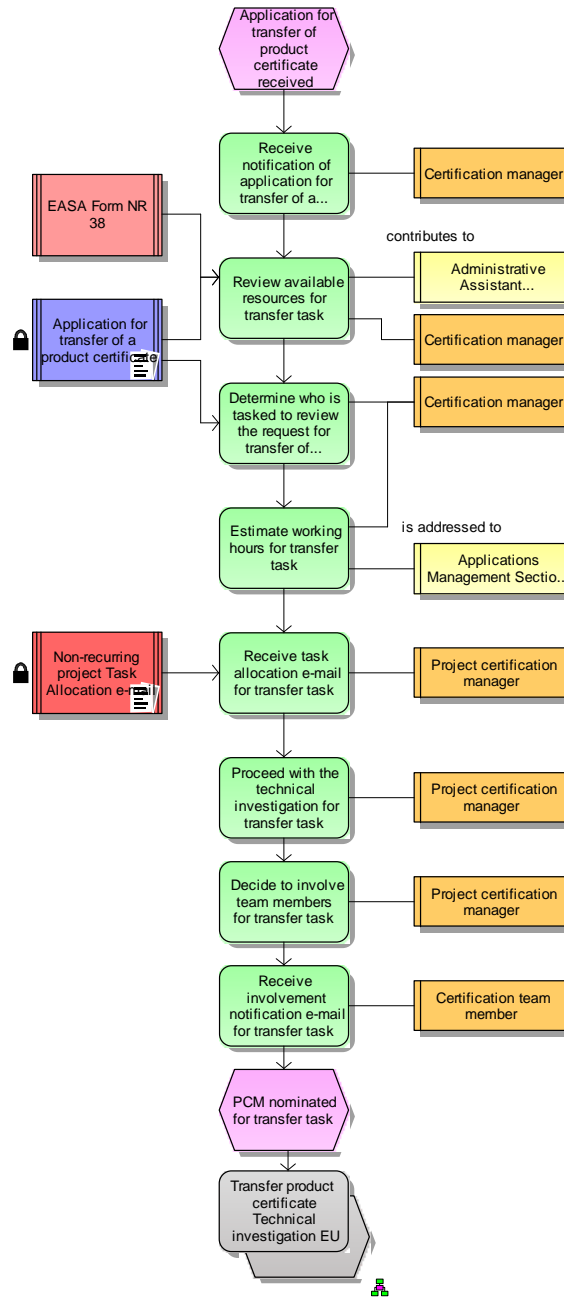 Application for
transfer of
product
certificate
received
Receive
notification of
application for
transfer of a...
Certification manager
EASA Form NR
38
contributes to
Review available
resources for
transfer task
Administrative
Assistant...
Application for
transfer of a
product certificate
Certification manager
Determine who is
tasked to review
the request for
transfer of...
Certification manager
Estimate working
hours for transfer
task
is addressed to
Applications
Management Sectio...
Non-recurring
project Task
Allocation e-mail
Receive task
allocation e-mail
for transfer task
Project certification
manager
Proceed with the
technical
investigation for
transfer task
Project certification
manager
Decide to involve
team members
for transfer task
Project certification
manager
Receive
involvement
notification e-mail
for transfer task
Certification team
member
PCM nominated
for transfer task
Transfer product
certificate
Technical
investigation EU